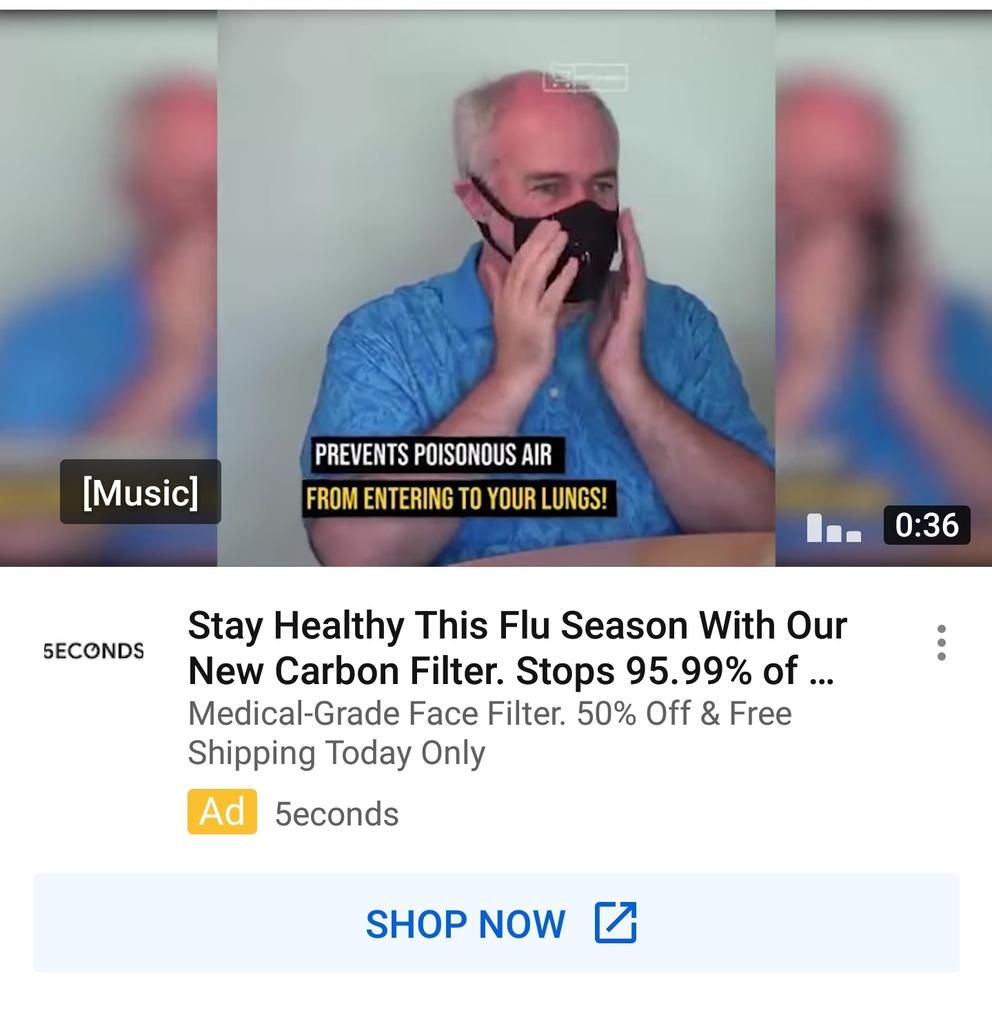 PREVENTS POISONOUS AIR
FROM ENTERING TO YOUR LUNGS!
[Music]
0:36
5ECONDS
Stay Healthy This Flu Season With Our
New Carbon Filter. Stops 95.99% of ...
Medical-Grade Face Filter. 50% Off & Free
Shipping Today Only
Ad 5econds
SHOP NOW